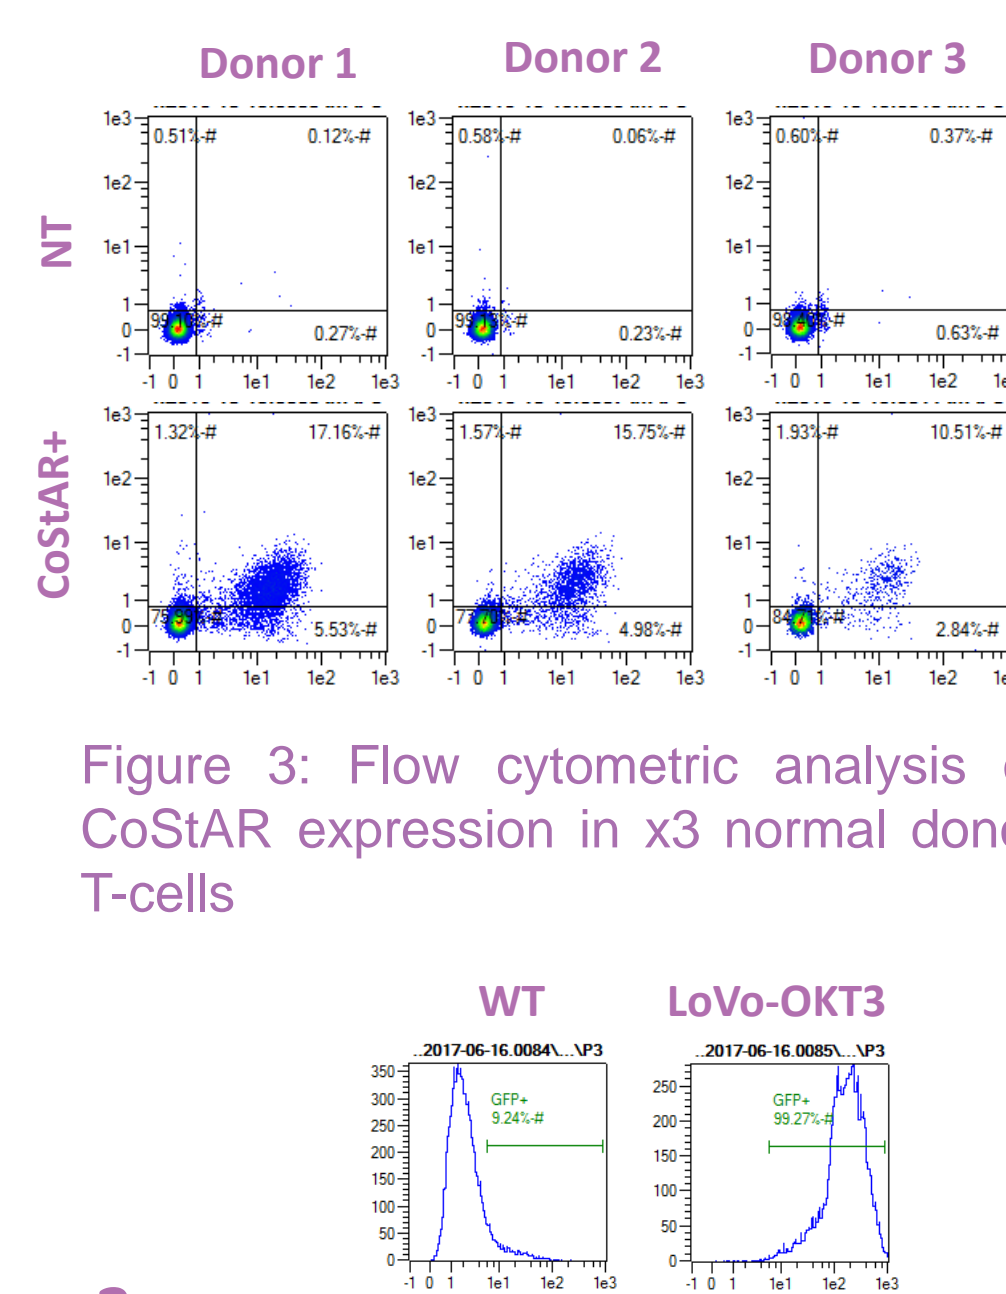 Donor 1 Donor 2 Donor 3
NT
1e3 0.51%-# 0.12%-# 1e3 0.58%-# 0.06%-# 1e3 0.60%-# 0.37%-#
1e2 1e2 1e2
1e1 1e1 1e1
1 1 1
0 0.27%-# 0 0.23%-# 0 0.63%-#
-1 -1 -1
-1 0 1 1e1 1e2 1e3 -1 0 1 1e1 1e2 1e3 -1 0 1 1e1 1e2
CoStAR+
1e3 1.32%-# 17.16%-# 1e3 1.57%-# 15.75%-# 1e3 1.93%-# 10.51%-#
1e2 1e2 1e2
1e1 1e1 1e1
1 1 1
0 5.53%-# 0 4.98%-# 0 2.84%-#
-1 -1 -1
-1 0 1 1e1 1e2 1e3 -1 0 1 1e1 1e2 1e3 -1 0 1 1e1 1e2
Figure 3: Flow cytometric analysis
CoStAR expression in x3 normal
T-cells
WT LoVo-OKT3
..2017-06-16.0084\...\P3 ..2017-06-16.0085\...\P3
350
300 GFP+ 250 GFP+
250 9.24%-# 200 99.27%-#
200 150
150 100
100 50
50 0
0
-1 0 1 1e1 1e2 1e3 -1 0 1 1e1 1e2 1e3